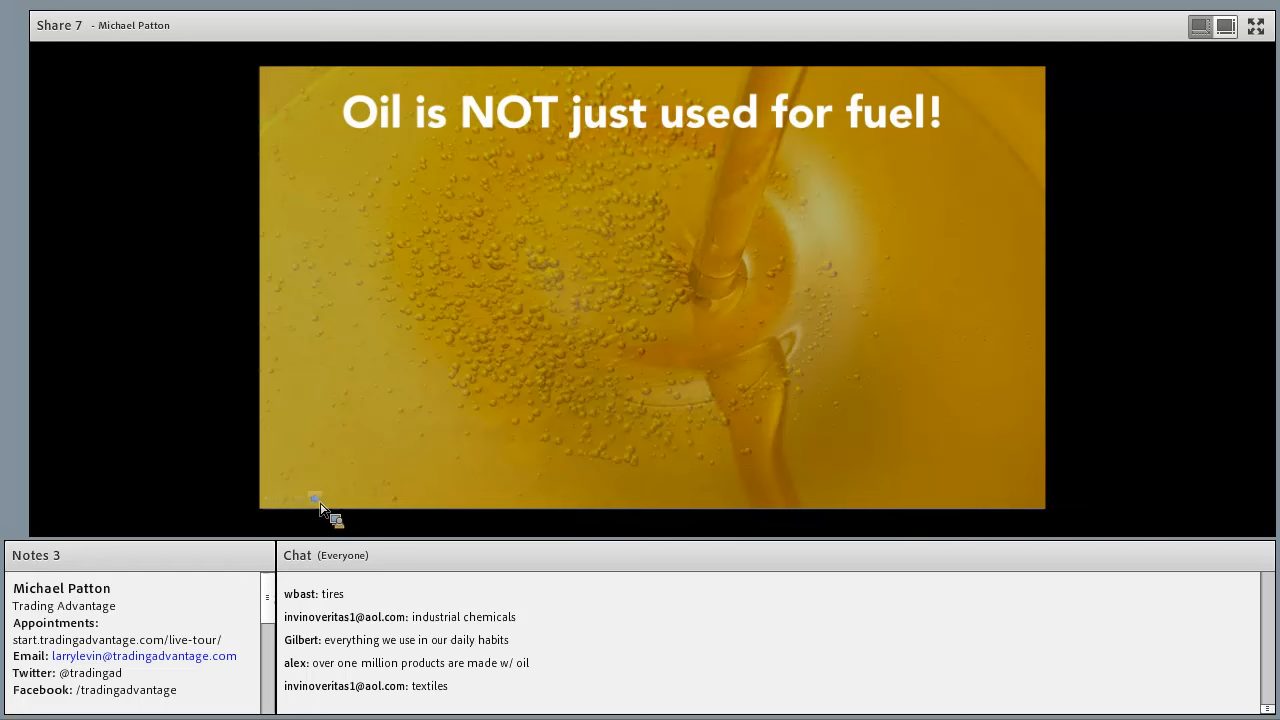 Share 7 - Michael Patton
Oil is NOT just used for fuel!
Notes 3
Michael Patton
Trading Advantage
Appointments:
start.tradingadvantage.com/live-tour/
Email: larrylevin@tradingadvantage.com
Twitter: @tradingad
Facebook: /tradingadvantage
Chat (Everyone)
wbast: tires
invinoveritas1@aol.com: industrial chemicals
Gilbert: everything we use in our daily habits
alex: over one million products are made w/ oil
invinoveritas1@aol.com: textiles